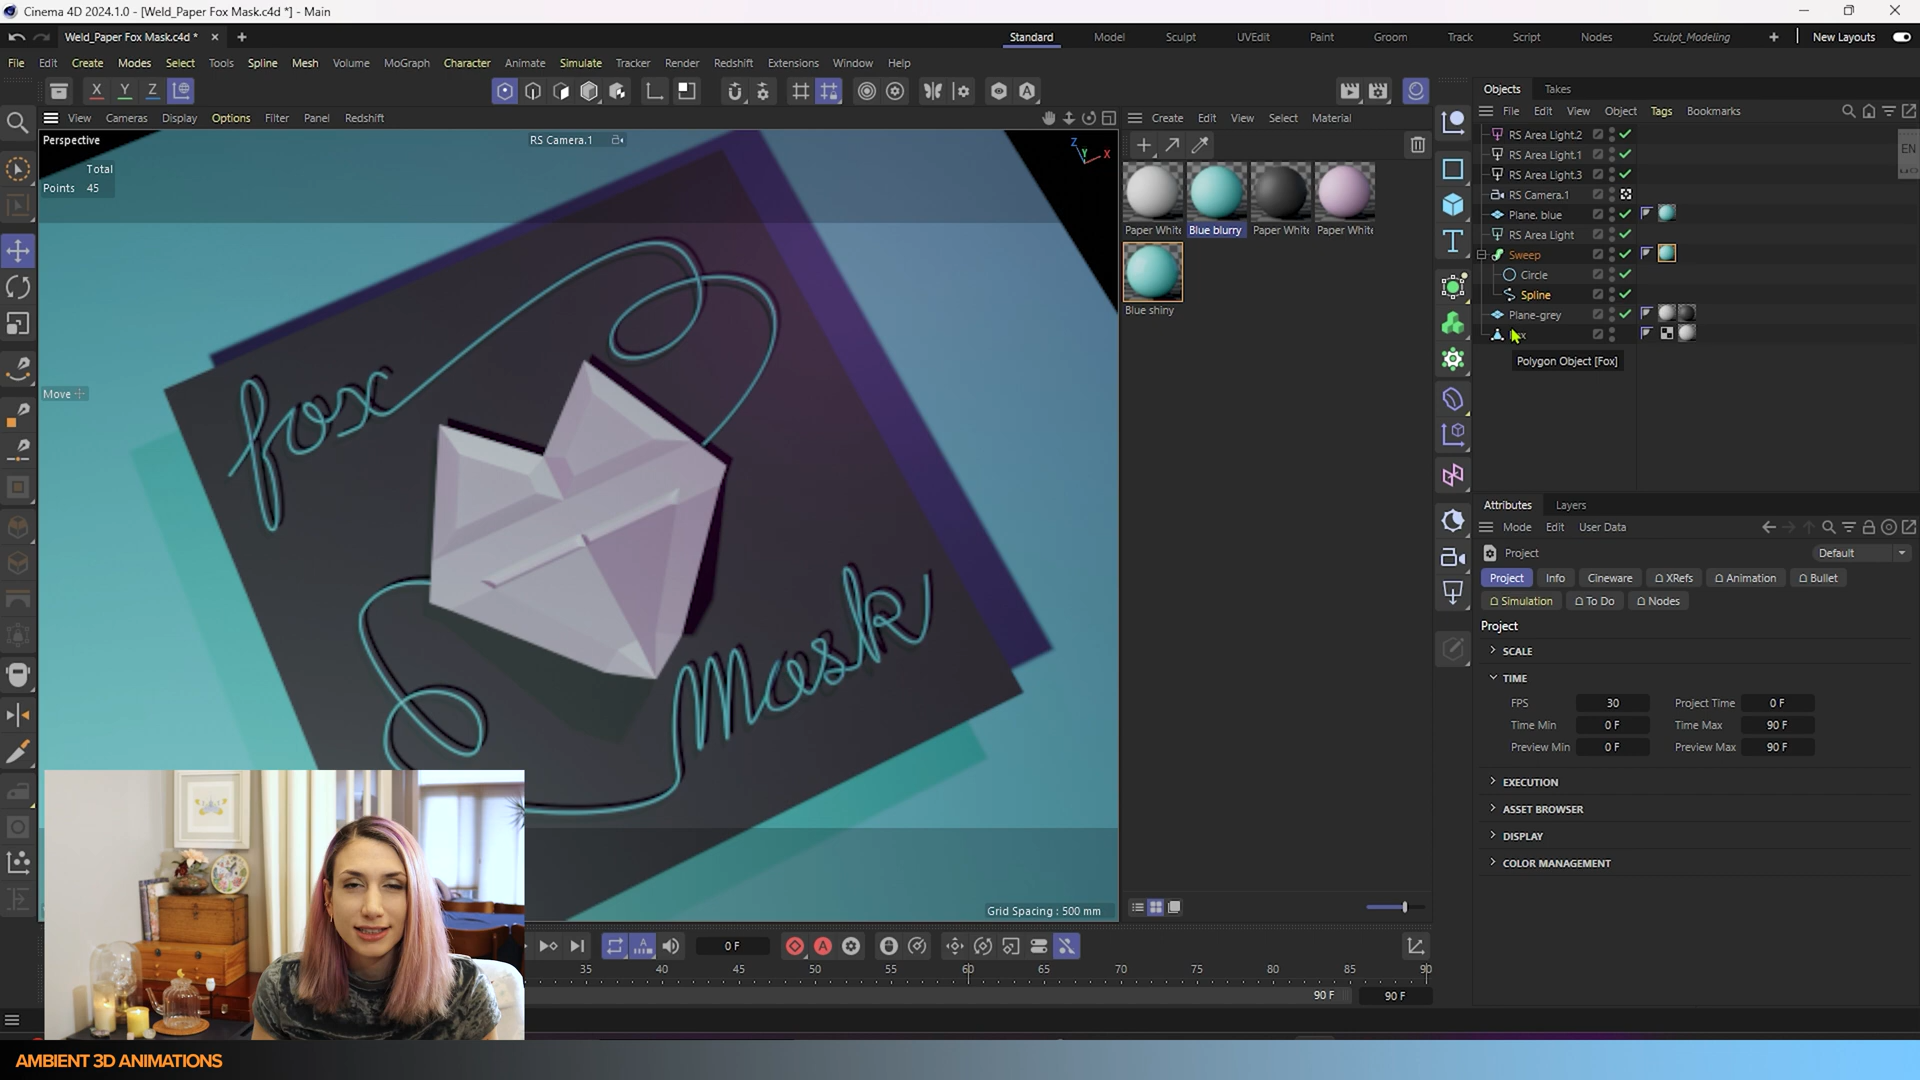 Cinema 4D 2024.1.0 - [Weld_Paper Fox Mask.c4d *] - Main
Weld_Paper Fox Mask.c4d *
Standard Model Sculpt UVEdit Paint Groom Track Script Nodes Sculpt_Modeling New Layouts
File Edit Create Modes Select Tools Spline Mesh Volume MoGraph Character Animate Simulate Tracker Render Redshift Extensions Window Help
X Y Z
View Cameras Display Options Filter Panel Redshift
Perspective
RS Camera.1
Z Y X
Total
Points 45
Move
fox
Mask
Grid Spacing : 500 mm
Create Edit View Select Material
Paper White
Blue blurry
Paper White
Paper White
Blue shiny
Objects Takes
File Edit View Object Tags Bookmarks
RS Area Light.2
RS Area Light.1
RS Area Light.3
RS Camera.1
Plane. blue
RS Area Light
Sweep
Circle
Spline
Plane-grey
Polygon Object [Fox]
EN
Attributes Layers
Mode Edit User Data
Project
Default
Project Info Cineware XRefs Animation Bullet
Simulation To Do Nodes
Project
SCALE
TIME
FPS 30 Project Time 0 F
Time Min 0 F Time Max 90 F
Preview Min 0 F Preview Max 90 F
EXECUTION
ASSET BROWSER
DISPLAY
COLOR MANAGEMENT
0 F
35 40 45 50 55 60 65 70 75 80 85 90
90 F 90 F
AMBIENT 3D ANIMATIONS